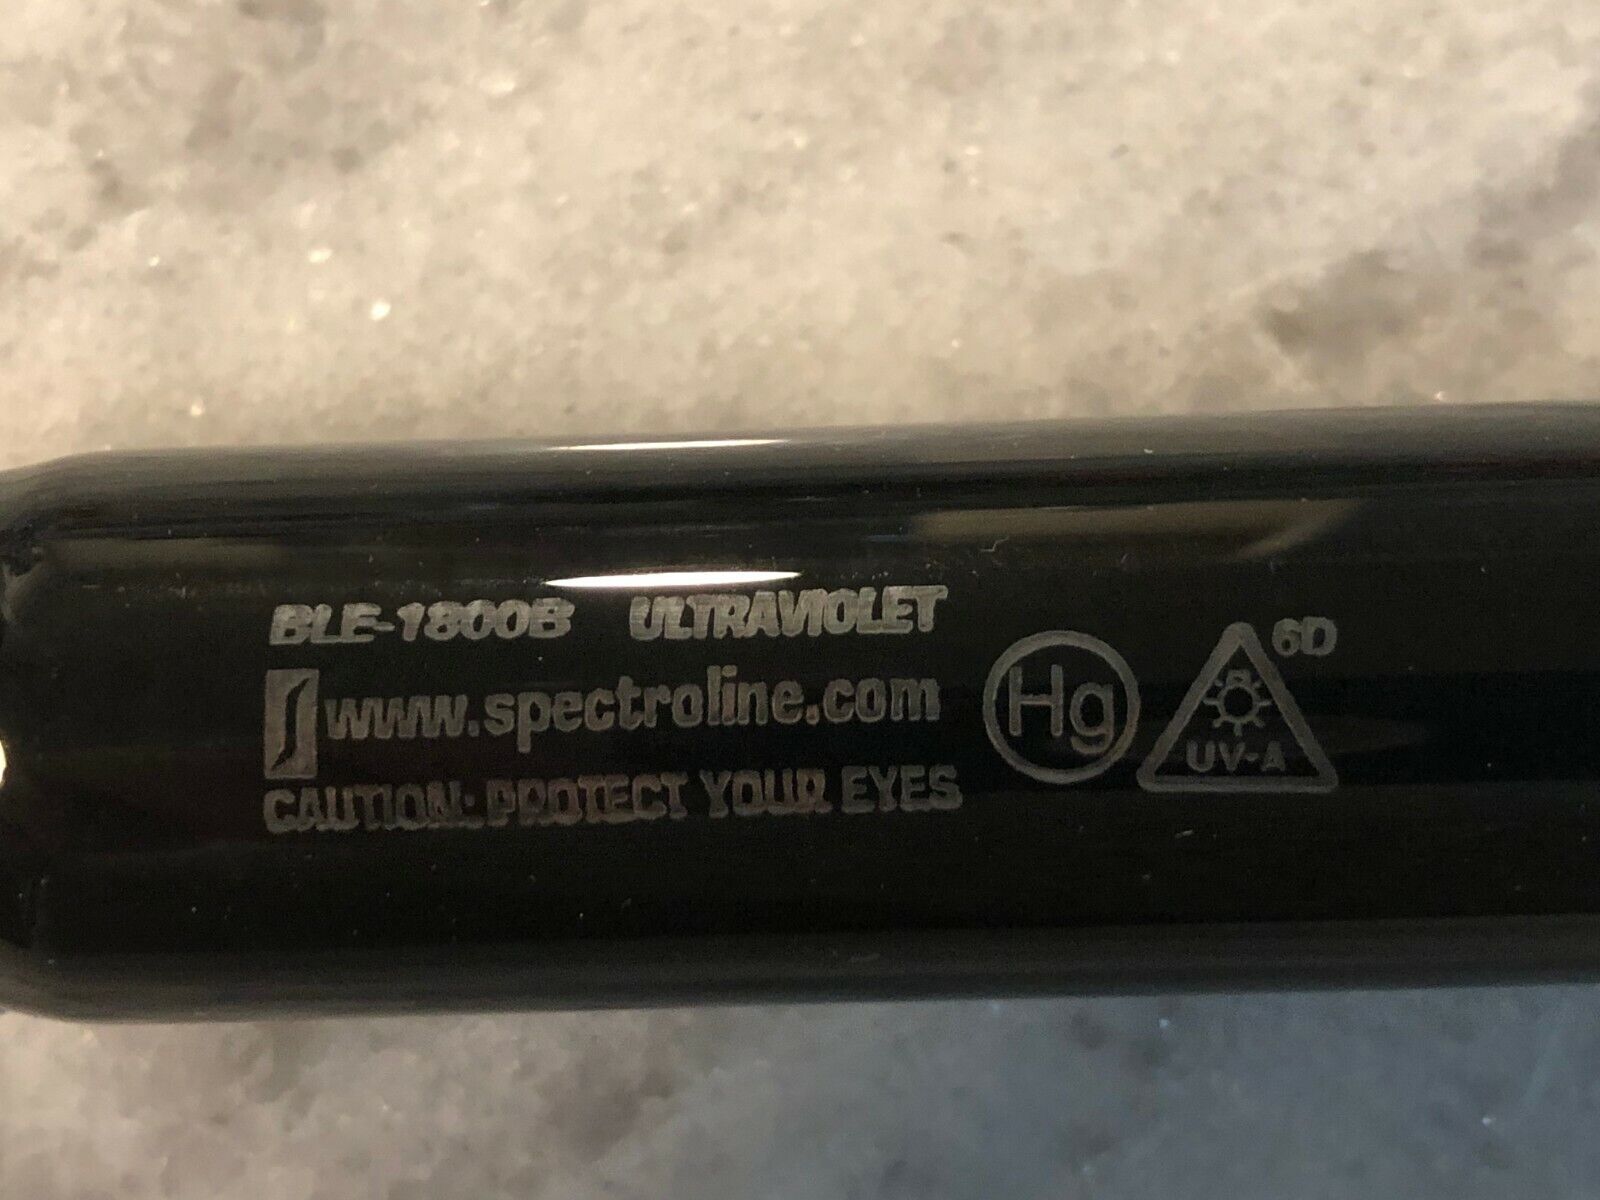 BLE-1800B ULTRAVIOLET
www.spectroline.com
CAUTION: PROTECT YOUR EYES
Hg
6D
UV-A